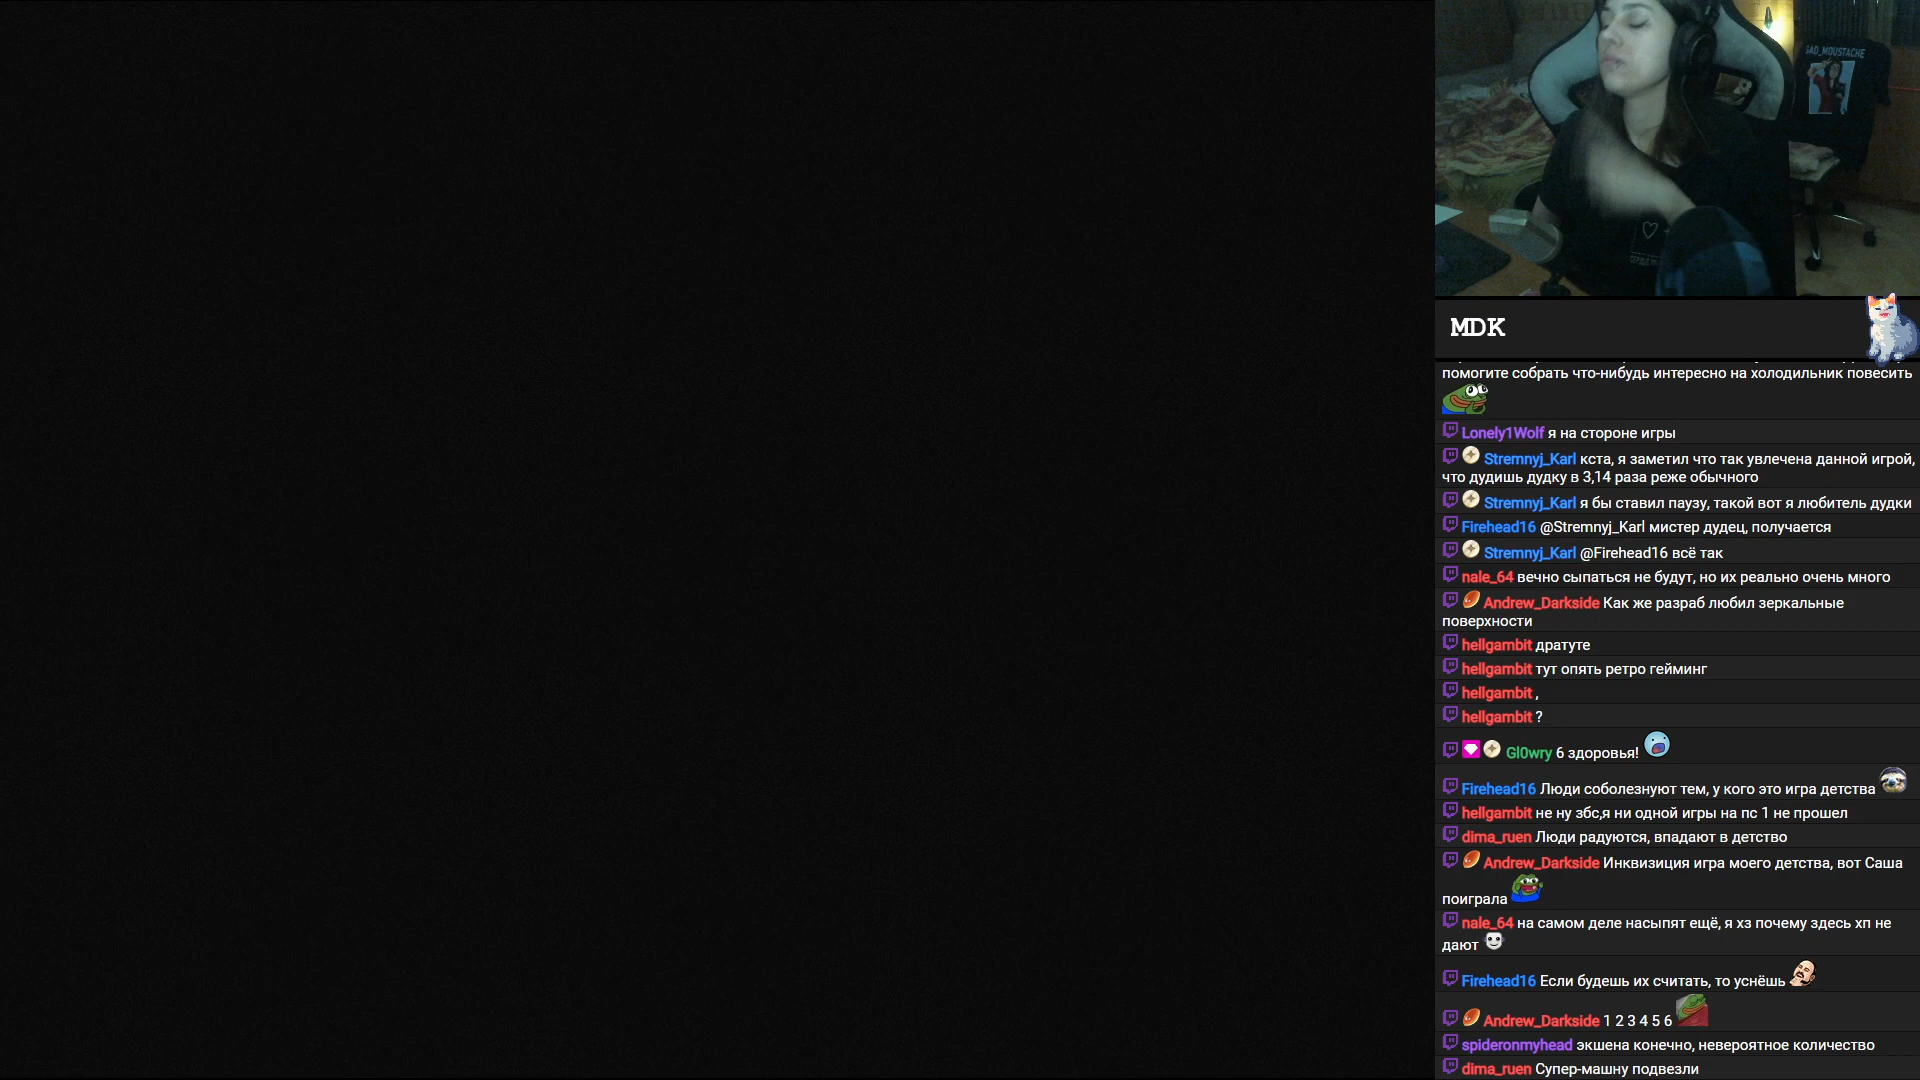 SAD_MOUSTACHE
MDK
помогите собрать что-нибудь интересно на холодильник повесить
Lonely1Wolf я на стороне игры
Stremnyj_Karl кста, я заметил что так увлечена данной игрой,
что дудишь дудку в 3,14 раза реже обычного
Stremnyj_Karl я бы ставил паузу, такой вот я любитель дудки
Firehead16 @Stremnyj_Karl мистер дудец, получается
Stremnyj_Karl @Firehead16 всё так
nale_64 вечно сыпаться не будут, но их реально очень много
Andrew_Darkside Как же разраб любил зеркальные
поверхности
hellgambit дратуте
hellgambit тут опять ретро гейминг
hellgambit ,
hellgambit ?
Gl0wry 6 здоровья!
Firehead16 Люди соболезнуют тем, у кого это игра детства
hellgambit не ну збс,я ни одной игры на пс 1 не прошел
dima_ruen Люди радуются, впадают в детство
Andrew_Darkside Инквизиция игра моего детства, вот Саша
поиграла
nale_64 на самом деле насыпят ещё, я хз почему здесь хп не
дают
Firehead16 Если будешь их считать, то уснёшь
Andrew_Darkside 1 2 3 4 5 6
spideronmyhead экшена конечно, невероятное количество
dima_ruen Супер-машну подвезли